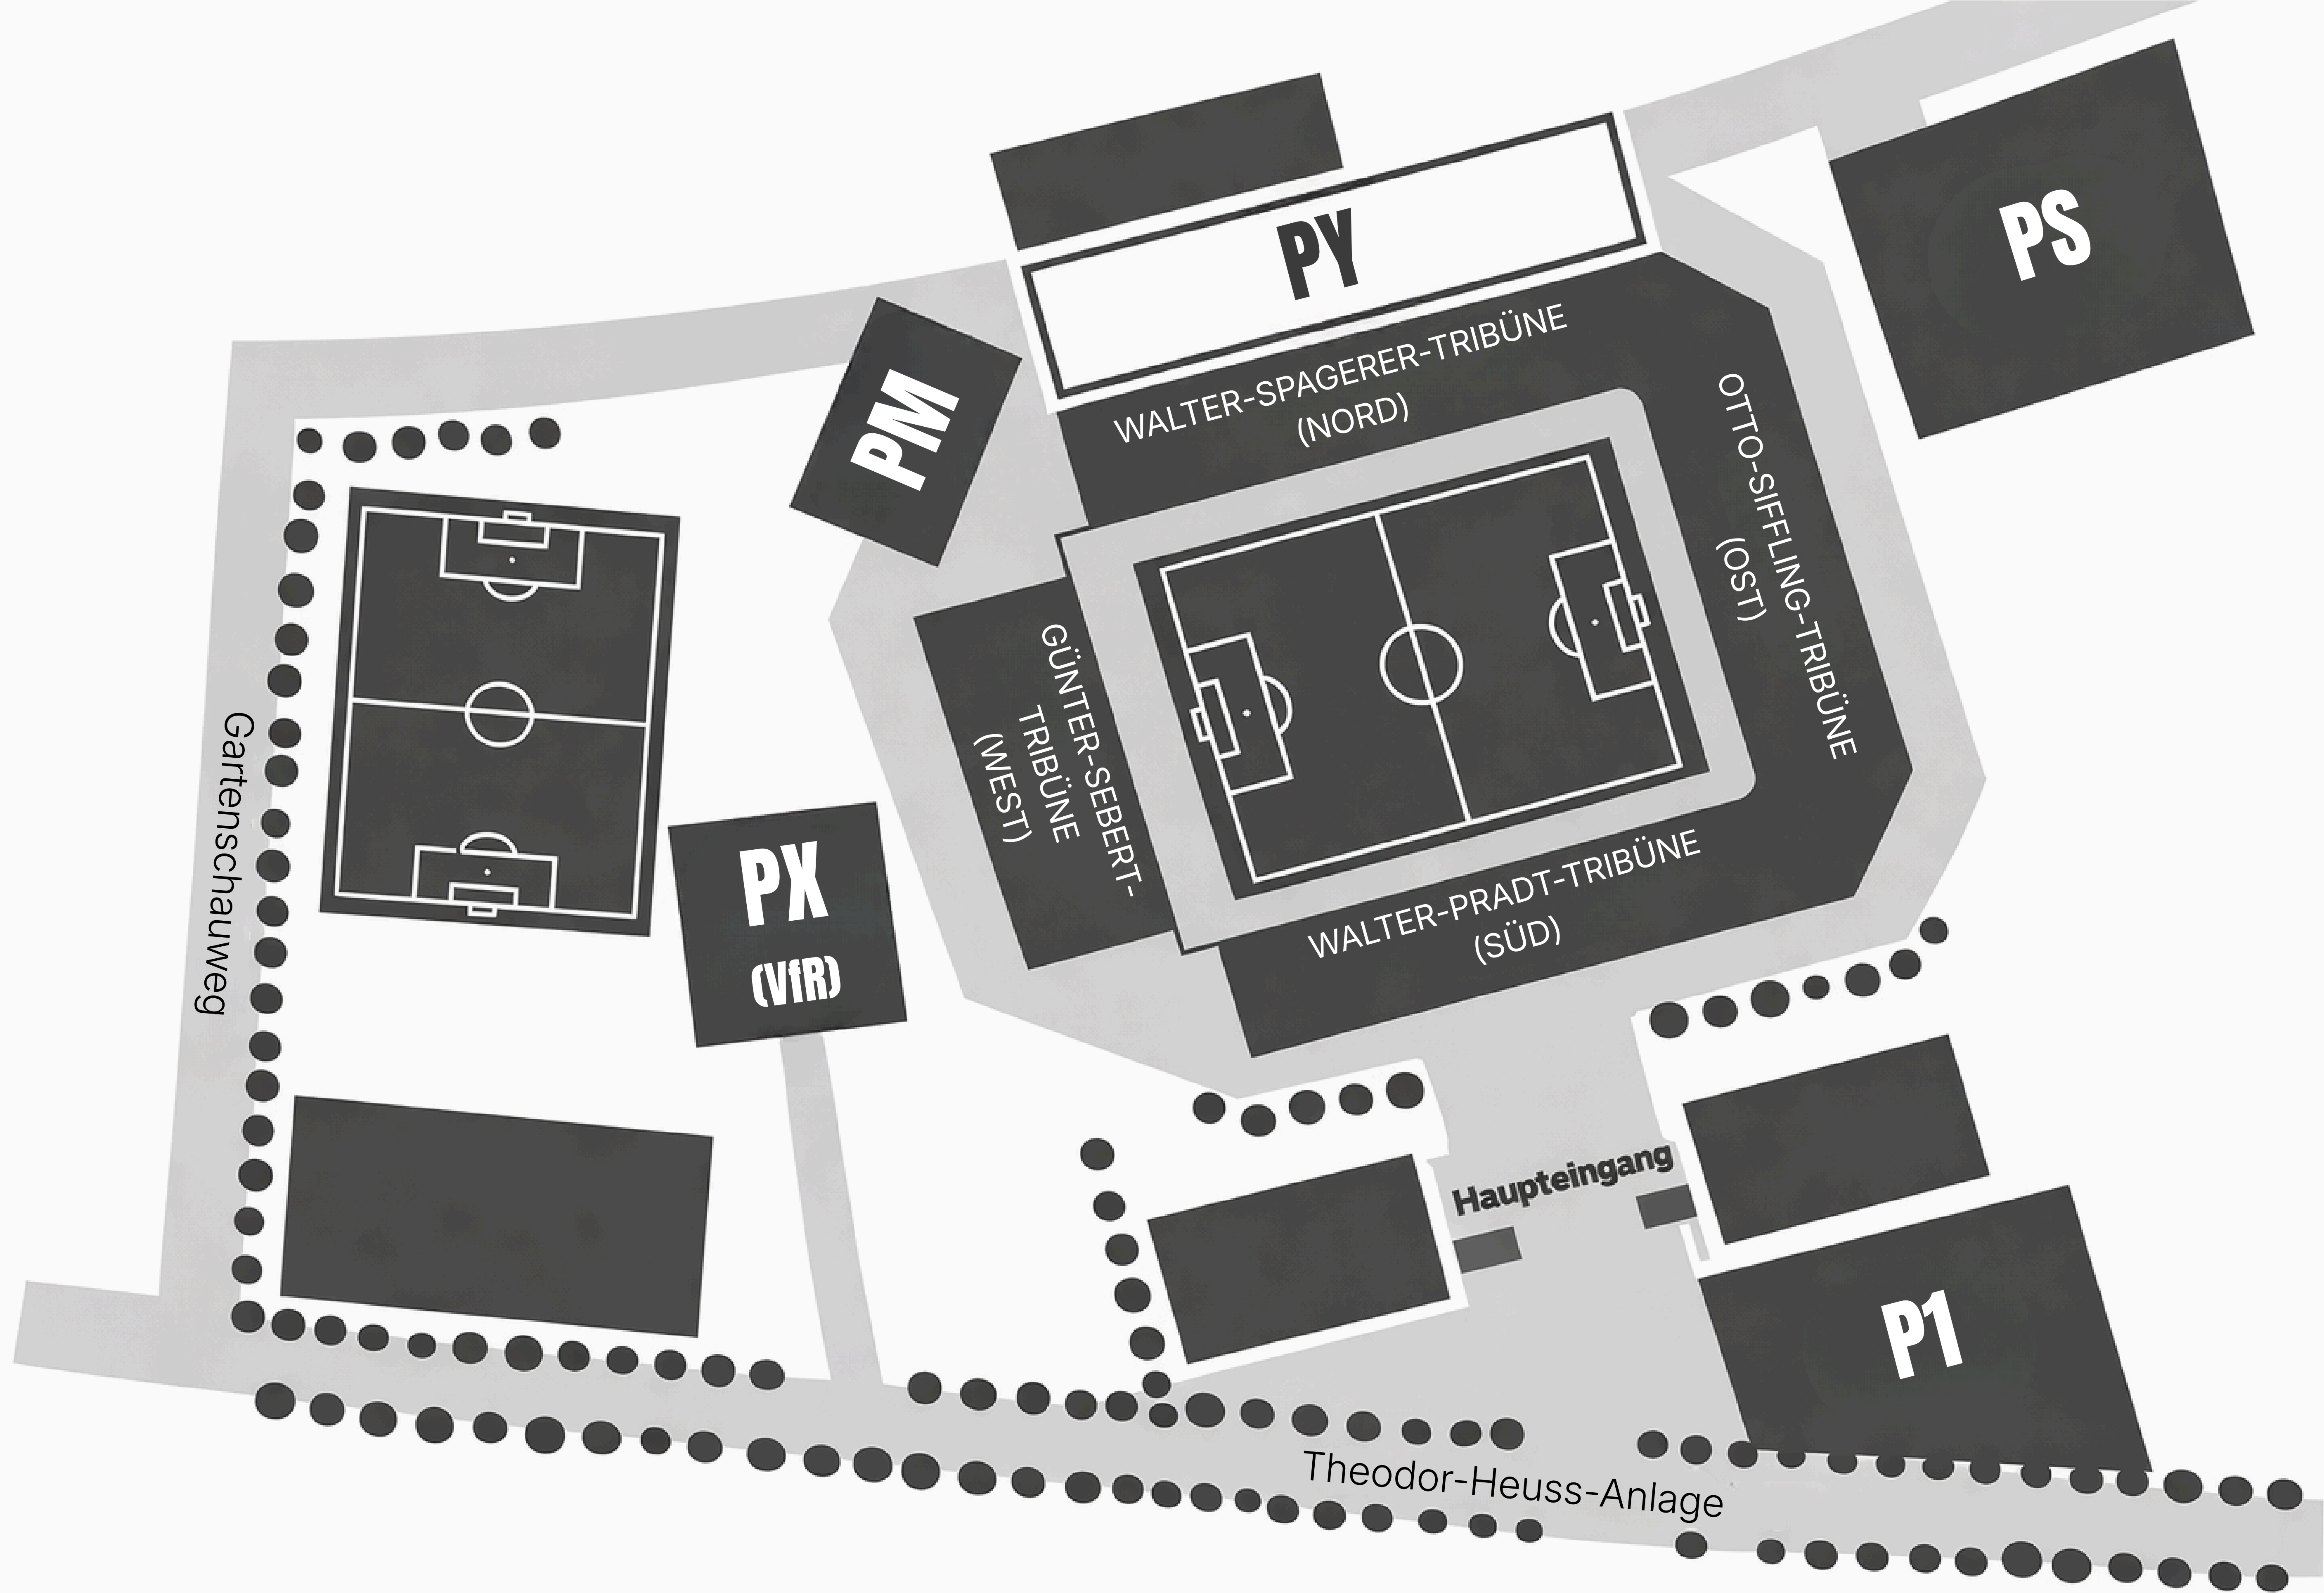 PS
PY
WALTER-SPAGERER-TRIBÜNE
(NORD)
PM
OTTO-SIFFLING-TRIBÜNE
(OST)
GÜNTER-SEBERT-
TRIBÜNE
(WEST)
Gartenschauweg
PX
(VfR)
WALTER-PRADT-TRIBÜNE
(SÜD)
Haupteingang
P1
Theodor-Heuss-Anlage